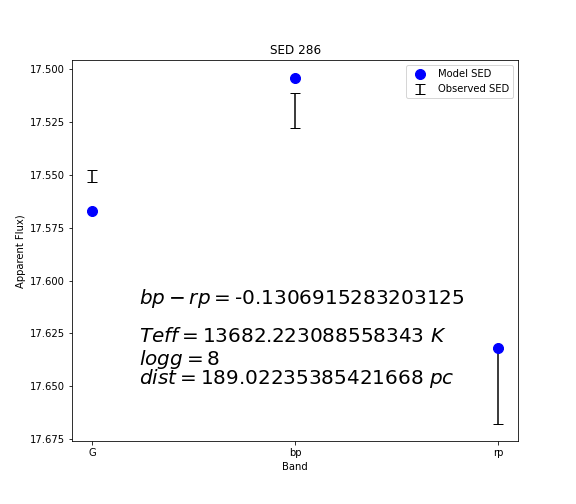 SED 286
Model SED
Observed SED
17.500
17.525
17.550
17.575
17.600
17.625
17.650
17.675
Apparent Flux)
bp − rp = -0.1306915283203125
Teff = 13682.223088558343 K
logg = 8
dist = 189.02235385421668 pc
G bp rp
Band